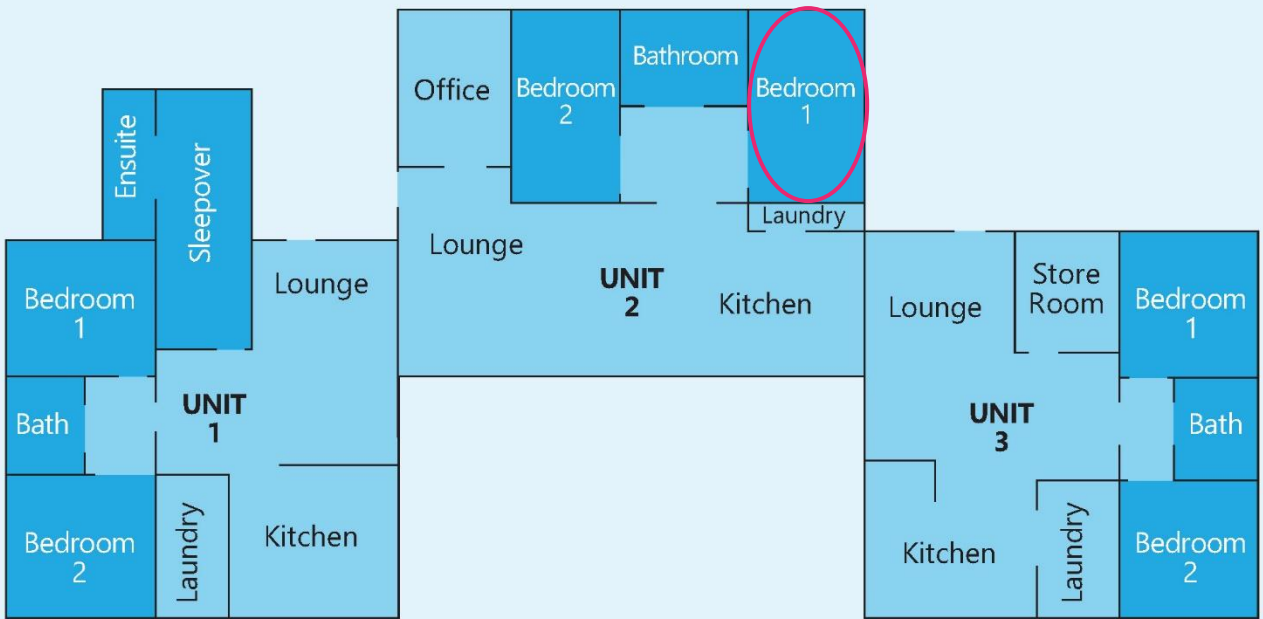 Office
Bedroom
2
Bathroom
Bedroom
1
Laundry
Lounge
UNIT
2
Kitchen
Ensuite
Sleepover
Lounge
Bedroom
1
Bath
UNIT
1
Bedroom
2
Laundry
Kitchen
Lounge
Store
Room
Bedroom
1
UNIT
3
Bath
Kitchen
Laundry
Bedroom
2